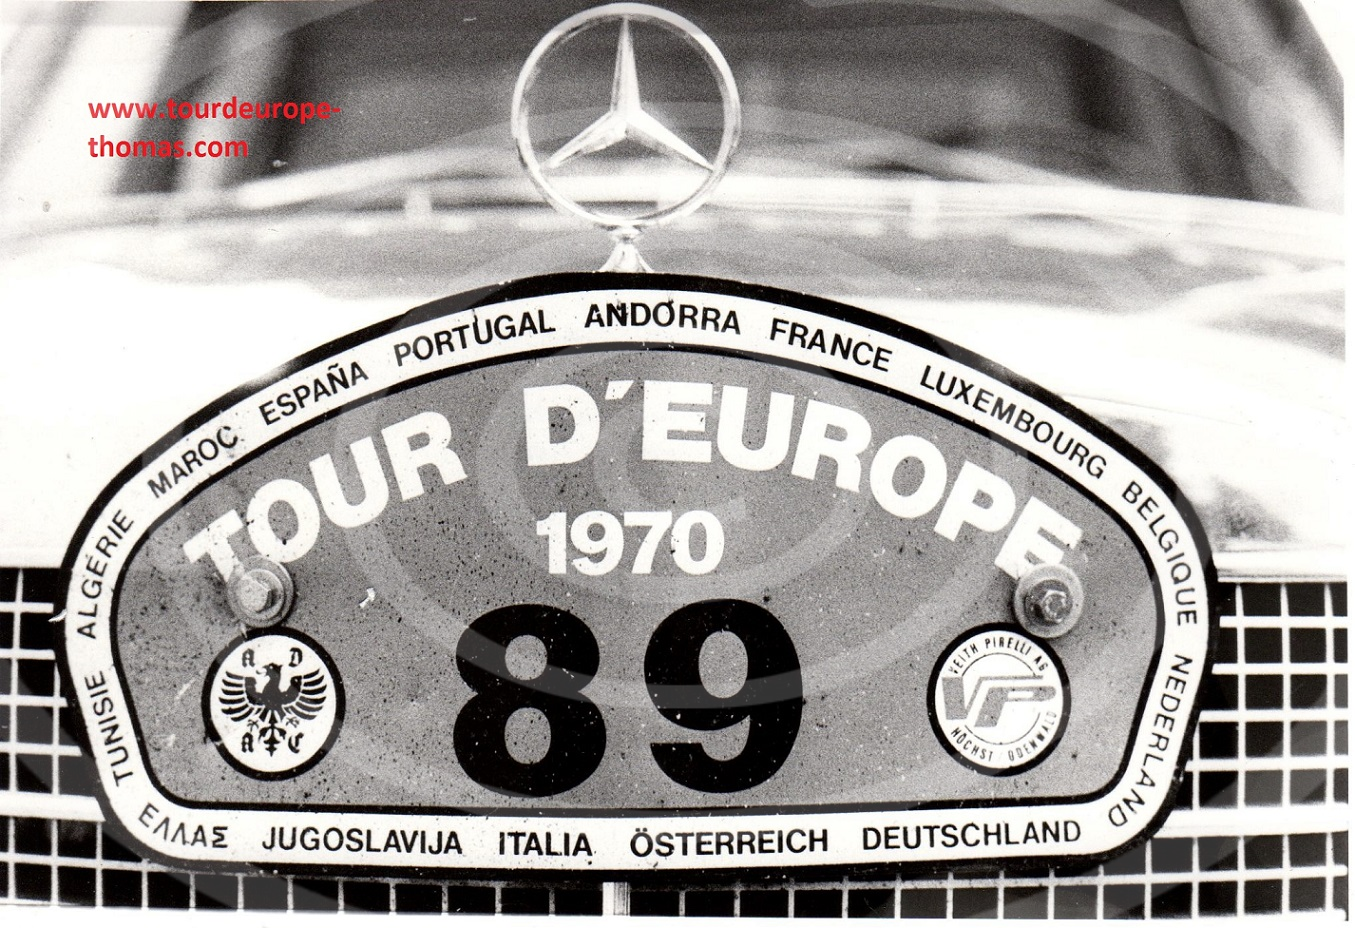 www.tourdeurope-
thomas.com
TUNISIE ALGÉRIE MAROC ESPAÑA PORTUGAL ANDORRA FRANCE LUXEMBOURG BELGIQUE NEDERLAND
TOUR D'EUROPE
1970
89
ADAC
VEITH PIRELLI AG
VP
HÖCHST / ODENWALD
ΕΛΛΑΣ JUGOSLAVIJA ITALIA ÖSTERREICH DEUTSCHLAND